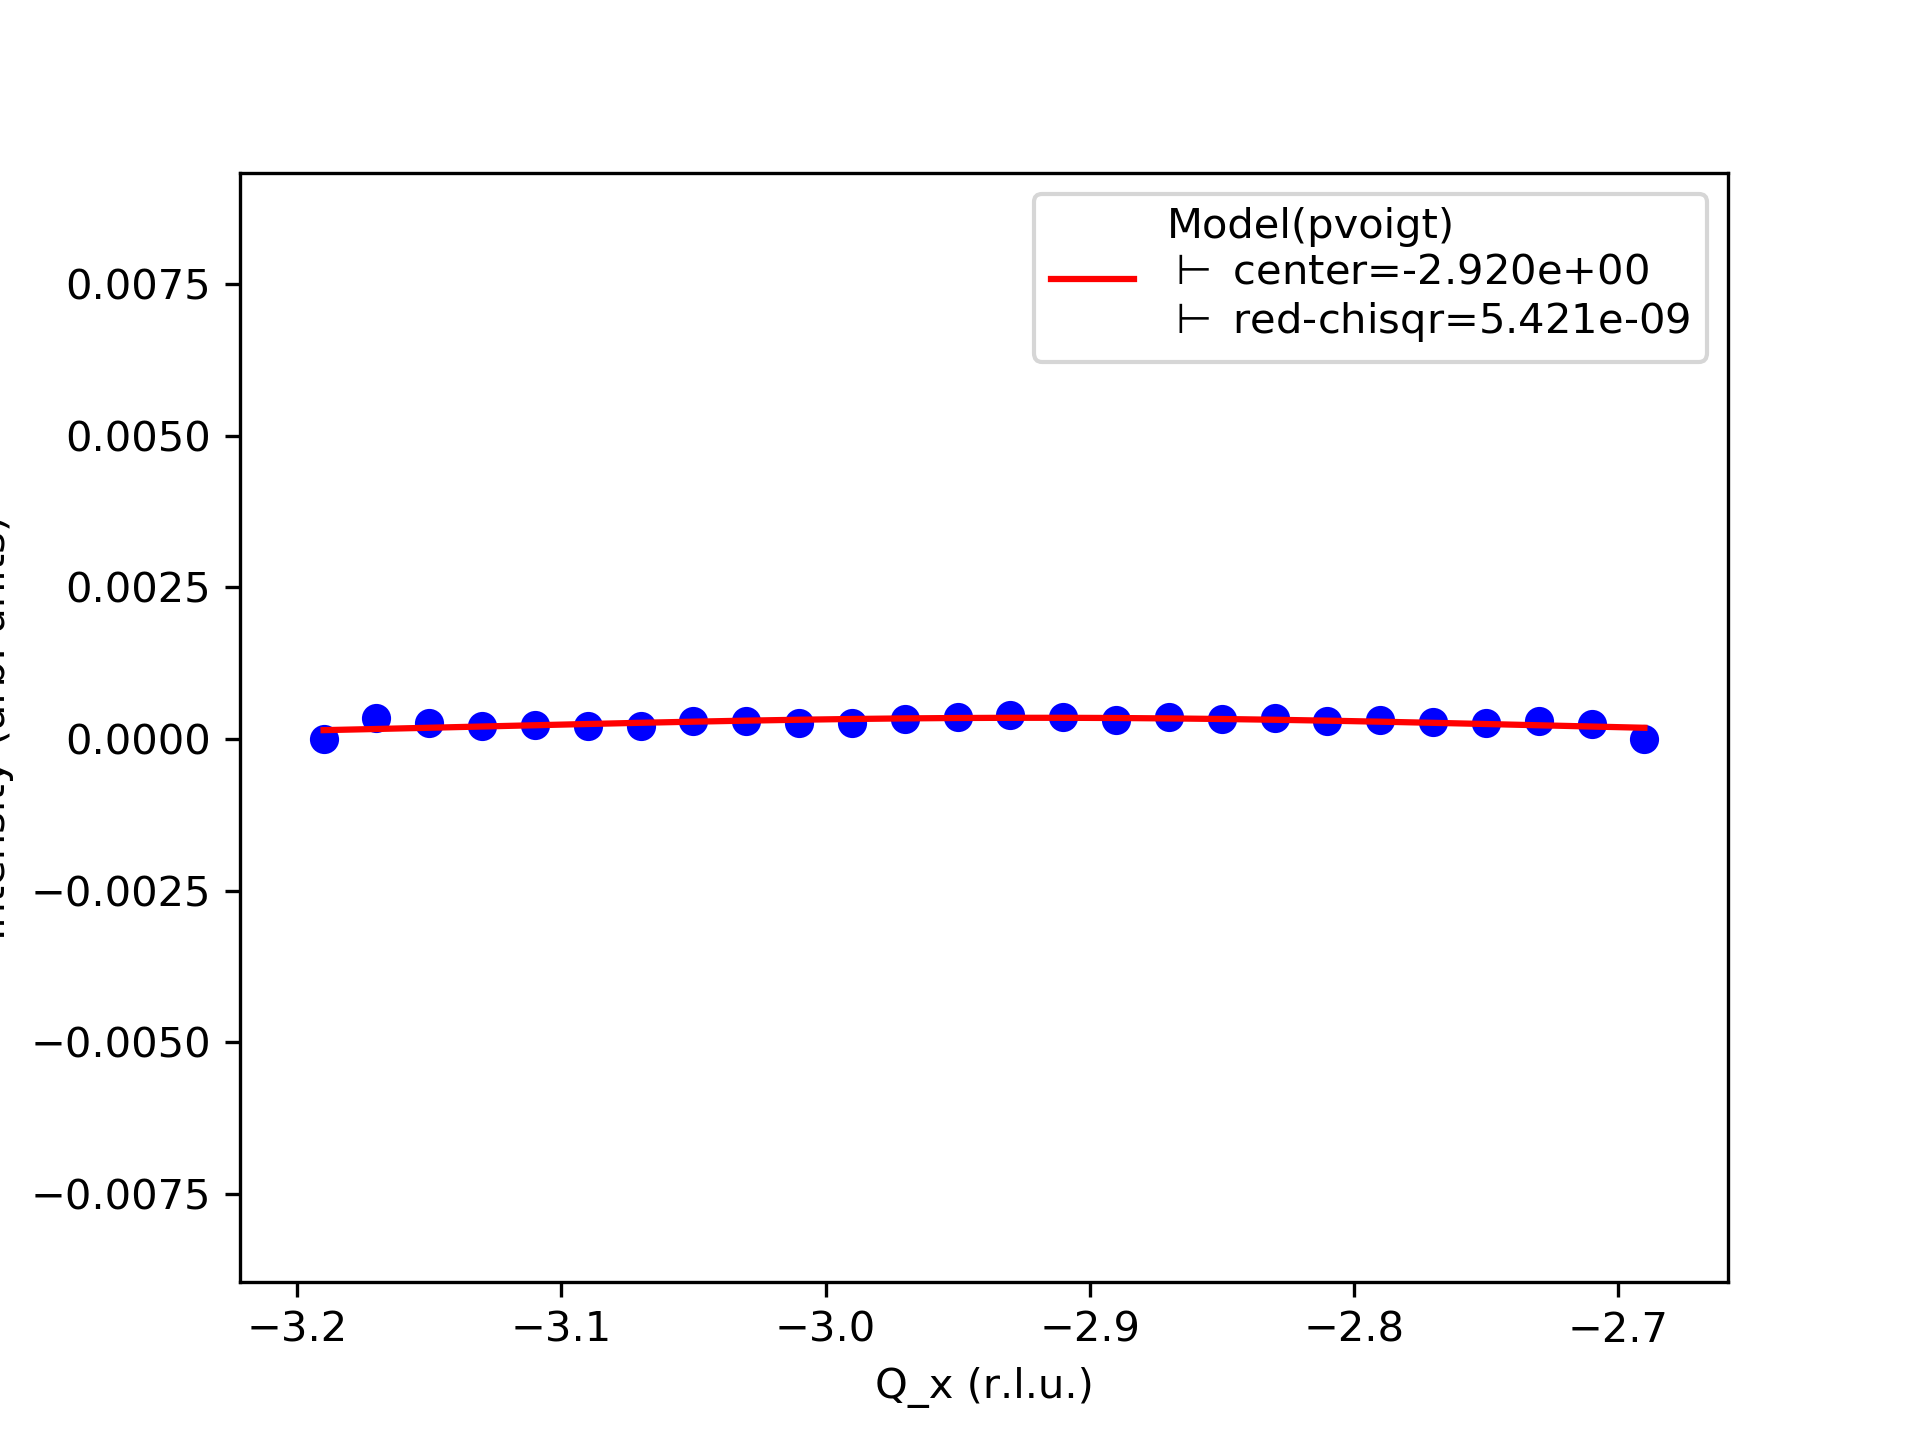 Model(pvoigt)
⊢ center=-2.920e+00
⊢ red-chisqr=5.421e-09
0.0075
0.0050
0.0025
0.0000
−0.0025
−0.0050
−0.0075
−3.2 −3.1 −3.0 −2.9 −2.8 −2.7
Q_x (r.l.u.)